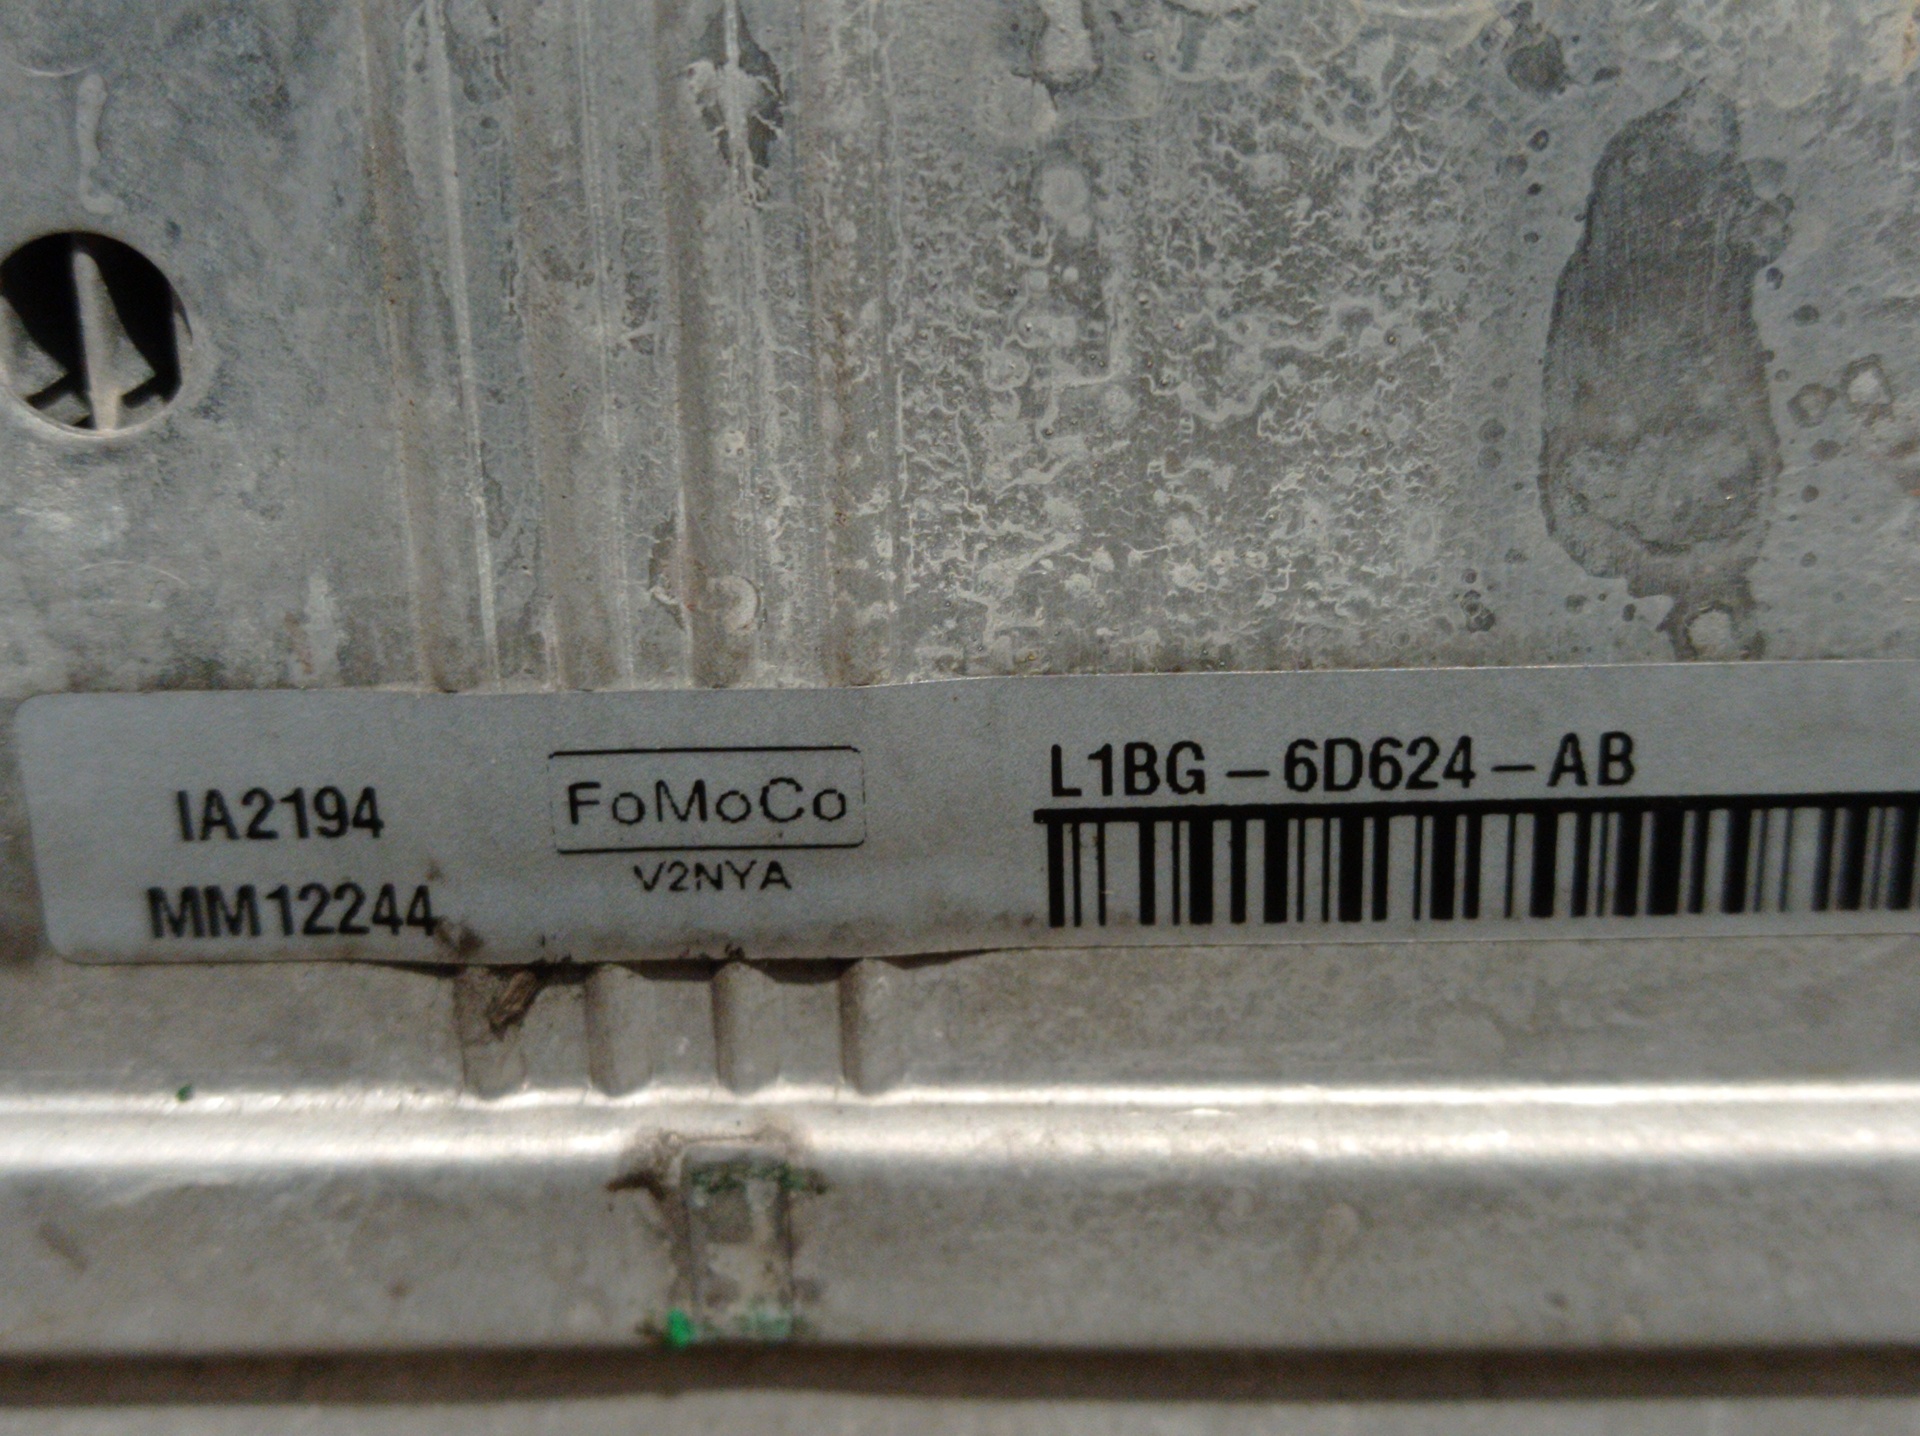 IA2194
MM12244
FoMoCo
V2NYA
L1BG-6D624-AB